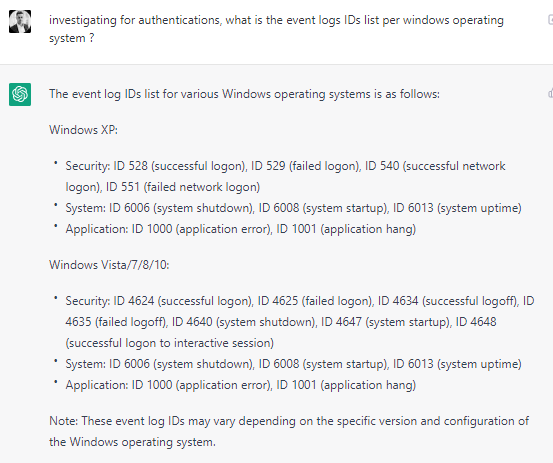 investigating for authentications, what is the event logs IDs list per windows operating
system ?
The event log IDs list for various Windows operating systems is as follows:
Windows XP:
• Security: ID 528 (successful logon), ID 529 (failed logon), ID 540 (successful network
logon), ID 551 (failed network logon)
• System: ID 6006 (system shutdown), ID 6008 (system startup), ID 6013 (system uptime)
• Application: ID 1000 (application error), ID 1001 (application hang)
Windows Vista/7/8/10:
• Security: ID 4624 (successful logon), ID 4625 (failed logon), ID 4634 (successful logoff), ID
4635 (failed logoff), ID 4640 (system shutdown), ID 4647 (system startup), ID 4648
(successful logon to interactive session)
• System: ID 6006 (system shutdown), ID 6008 (system startup), ID 6013 (system uptime)
• Application: ID 1000 (application error), ID 1001 (application hang)
Note: These event log IDs may vary depending on the specific version and configuration of
the Windows operating system.